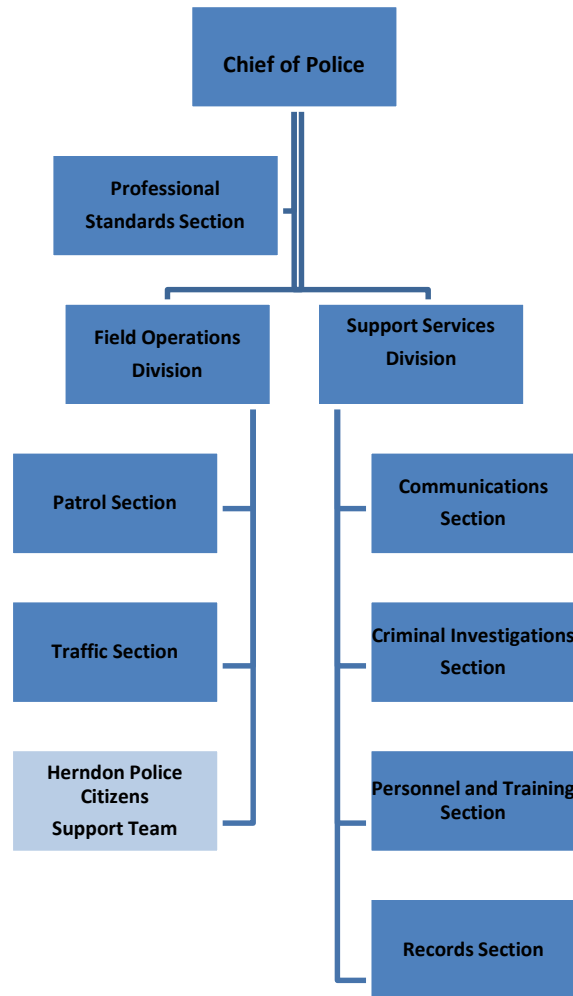 Chief of Police
Professional
Standards Section
Field Operations
Division
Support Services
Division
Patrol Section
Communications
Section
Traffic Section
Criminal Investigations
Section
Herndon Police
Citizens
Support Team
Personnel and Training
Section
Records Section